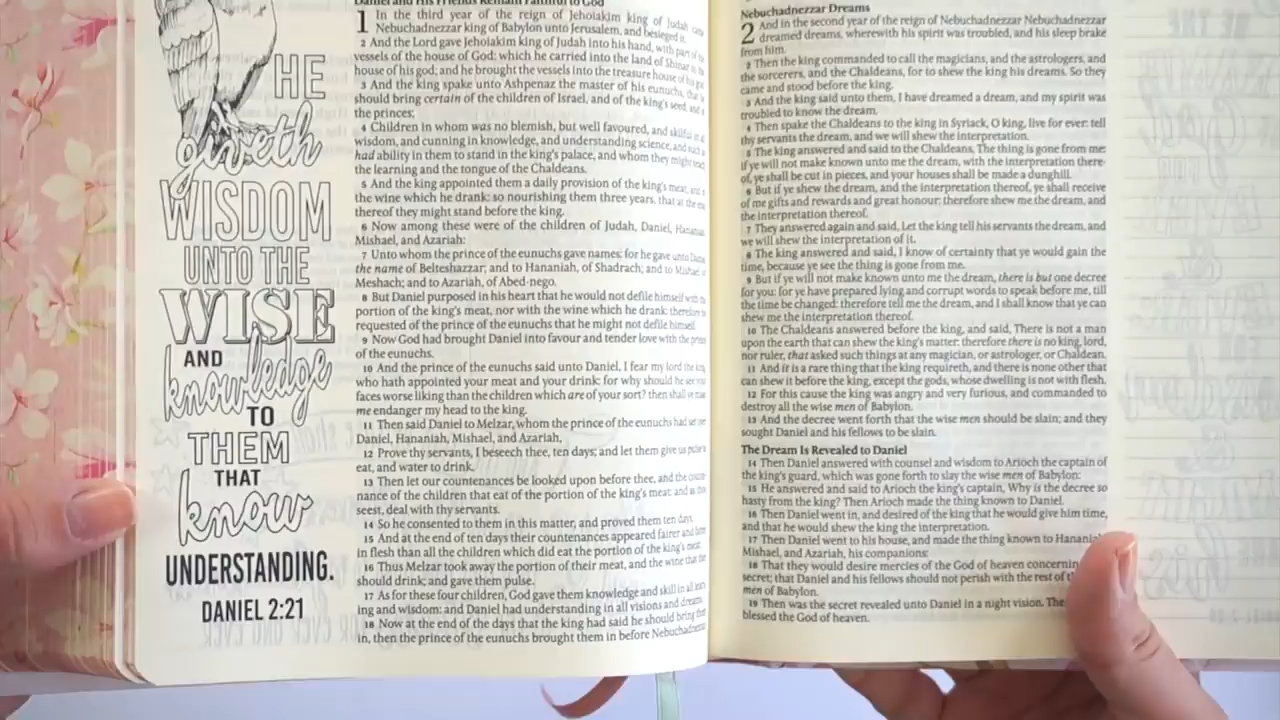 HE
giveth
WISDOM
UNTO THE
WISE
AND
knowledge
TO
THEM
THAT
know
UNDERSTANDING.
DANIEL 2:21
Daniel and His Friends Remain Faithful to God
1 In the third year of the reign of Jehoiakim king of Judah came
Nebuchadnezzar king of Babylon unto Jerusalem, and besieged it.
2 And the Lord gave Jehoiakim king of Judah into his hand, with part of the
vessels of the house of God: which he carried into the land of Shinar to the
house of his god; and he brought the vessels into the treasure house of his god.
3 And the king spake unto Ashpenaz the master of his eunuchs, that he
should bring certain of the children of Israel, and of the king's seed, and of
the princes;
4 Children in whom was no blemish, but well favoured, and skilful in all
wisdom, and cunning in knowledge, and understanding science, and such as
had ability in them to stand in the king's palace, and whom they might teach
the learning and the tongue of the Chaldeans.
5 And the king appointed them a daily provision of the king's meat, and of
the wine which he drank: so nourishing them three years, that at the end
thereof they might stand before the king.
6 Now among these were of the children of Judah, Daniel, Hananiah,
Mishael, and Azariah:
7 Unto whom the prince of the eunuchs gave names: for he gave unto Daniel
the name of Belteshazzar; and to Hananiah, of Shadrach; and to Mishael, of
Meshach; and to Azariah, of Abed-nego.
8 But Daniel purposed in his heart that he would not defile himself with the
portion of the king's meat, nor with the wine which he drank: therefore he
requested of the prince of the eunuchs that he might not defile himself.
9 Now God had brought Daniel into favour and tender love with the prince
of the eunuchs.
10 And the prince of the eunuchs said unto Daniel, I fear my lord the king,
who hath appointed your meat and your drink: for why should he see your
faces worse liking than the children which are of your sort? then shall ye make
me endanger my head to the king.
11 Then said Daniel to Melzar, whom the prince of the eunuchs had set over
Daniel, Hananiah, Mishael, and Azariah,
12 Prove thy servants, I beseech thee, ten days; and let them give us pulse to
eat, and water to drink.
13 Then let our countenances be looked upon before thee, and the counte-
nance of the children that eat of the portion of the king's meat: and as thou
seest, deal with thy servants.
14 So he consented to them in this matter, and proved them ten days.
15 And at the end of ten days their countenances appeared fairer and fatter
in flesh than all the children which did eat the portion of the king's meat.
16 Thus Melzar took away the portion of their meat, and the wine that they
should drink; and gave them pulse.
17 As for these four children, God gave them knowledge and skill in all learn-
ing and wisdom: and Daniel had understanding in all visions and dreams.
18 Now at the end of the days that the king had said he should bring them
in, then the prince of the eunuchs brought them in before Nebuchadnezzar.
Nebuchadnezzar Dreams
2 And in the second year of the reign of Nebuchadnezzar Nebuchadnezzar
dreamed dreams, wherewith his spirit was troubled, and his sleep brake
from him.
2 Then the king commanded to call the magicians, and the astrologers, and
the sorcerers, and the Chaldeans, for to shew the king his dreams. So they
came and stood before the king.
3 And the king said unto them, I have dreamed a dream, and my spirit was
troubled to know the dream.
4 Then spake the Chaldeans to the king in Syriack, O king, live for ever: tell
thy servants the dream, and we will shew the interpretation.
5 The king answered and said to the Chaldeans, The thing is gone from me:
if ye will not make known unto me the dream, with the interpretation there-
of, ye shall be cut in pieces, and your houses shall be made a dunghill.
6 But if ye shew the dream, and the interpretation thereof, ye shall receive
of me gifts and rewards and great honour: therefore shew me the dream, and
the interpretation thereof.
7 They answered again and said, Let the king tell his servants the dream, and
we will shew the interpretation of it.
8 The king answered and said, I know of certainty that ye would gain the
time, because ye see the thing is gone from me.
9 But if ye will not make known unto me the dream, there is but one decree
for you: for ye have prepared lying and corrupt words to speak before me, till
the time be changed: therefore tell me the dream, and I shall know that ye can
shew me the interpretation thereof.
10 The Chaldeans answered before the king, and said, There is not a man
upon the earth that can shew the king's matter: therefore there is no king, lord,
nor ruler, that asked such things at any magician, or astrologer, or Chaldean.
11 And it is a rare thing that the king requireth, and there is none other that
can shew it before the king, except the gods, whose dwelling is not with flesh.
12 For this cause the king was angry and very furious, and commanded to
destroy all the wise men of Babylon.
13 And the decree went forth that the wise men should be slain; and they
sought Daniel and his fellows to be slain.
The Dream Is Revealed to Daniel
14 Then Daniel answered with counsel and wisdom to Arioch the captain of
the king's guard, which was gone forth to slay the wise men of Babylon:
15 He answered and said to Arioch the king's captain, Why is the decree so
hasty from the king? Then Arioch made the thing known to Daniel.
16 Then Daniel went in, and desired of the king that he would give him time,
and that he would shew the king the interpretation.
17 Then Daniel went to his house, and made the thing known to Hananiah,
Mishael, and Azariah, his companions:
18 That they would desire mercies of the God of heaven concernin
secret; that Daniel and his fellows should not perish with the rest of t
men of Babylon.
19 Then was the secret revealed unto Daniel in a night vision. The
blessed the God of heaven.